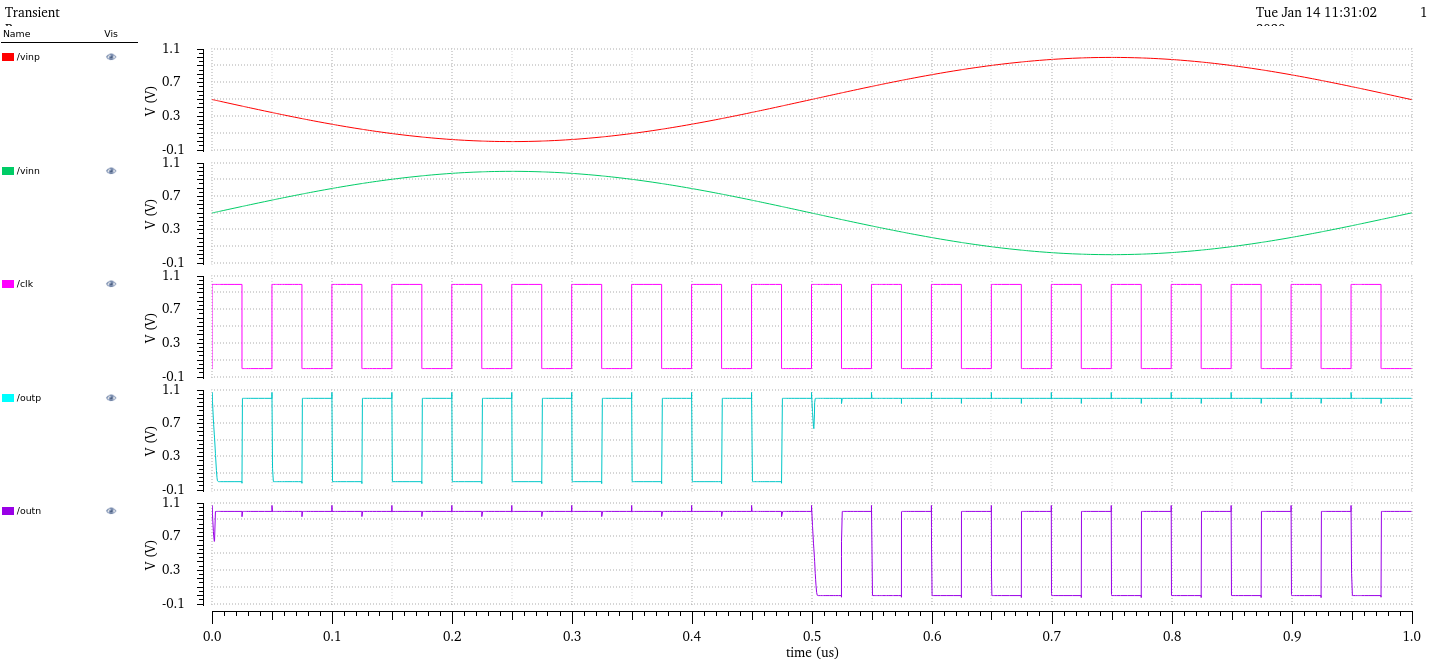 Transient
Tue Jan 14 11:31:02
1
Name Vis
/vinp
1.1
0.7
0.3
-0.1
V (V)
/vinn
1.1
0.7
0.3
-0.1
V (V)
/clk
1.1
0.7
0.3
-0.1
V (V)
/outp
1.1
0.7
0.3
-0.1
V (V)
/outn
1.1
0.7
0.3
-0.1
V (V)
0.0 0.1 0.2 0.3 0.4 0.5 0.6 0.7 0.8 0.9 1.0
time (us)